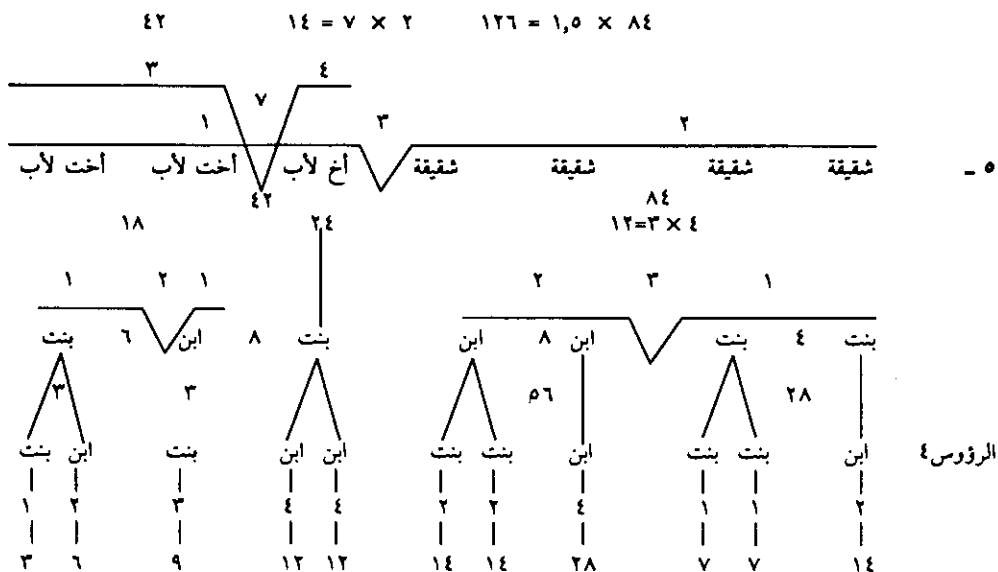 ٤٢ ١٤ = ٧ × ٢ ١٢٦ = ١,٥ × ٨٤
٢ ٣ ٤ ٧ ١ ٣
٥ ـ شقيقة شقيقة شقيقة شقيقة أخ لأب أخت لأب أخت لأب
٨٤ ٤٢
١٢=٣×٤ ٢٤ ١٨
١ ٣ ٢ ١ ٢ ١
بنت ٤ بنت ابن ٨ ابن بنت ٨ ابن ٦ بنت
٢٨ ٥٦ ٣ ٣
الرؤوس٤ ابن بنت بنت ابن بنت بنت ابن ابن بنت ابن بنت
٢ ١ ١ ٤ ٢ ٢ ٤ ٤ ٣ ٢ ١
١٤ ٧ ٧ ٢٨ ١٤ ١٤ ١٢ ١٢ ٩ ٦ ٣